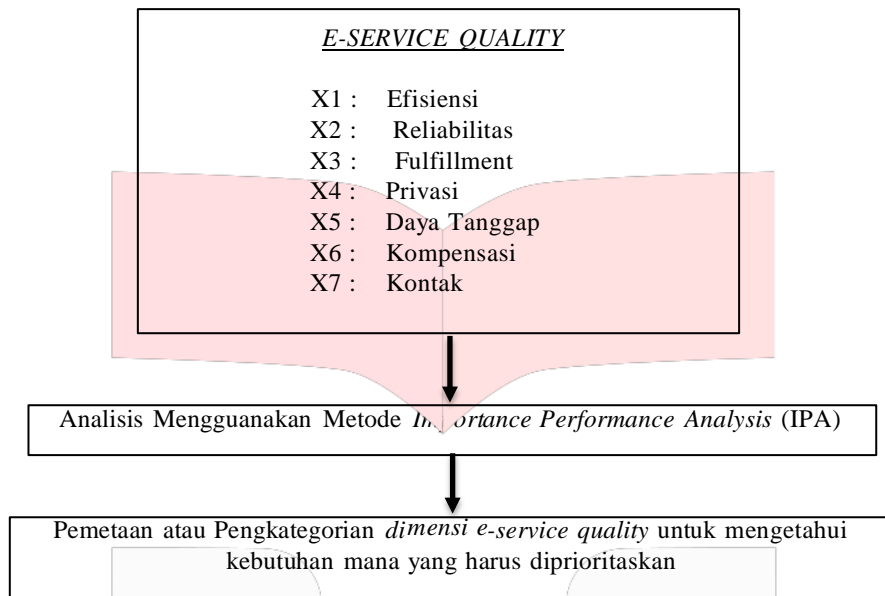 E-SERVICE QUALITY
X1 : Efisiensi
X2 : Reliabilitas
X3 : Fulfillment
X4 : Privasi
X5 : Daya Tanggap
X6 : Kompensasi
X7 : Kontak
Analisis Mengguanakan Metode Importance Performance Analysis (IPA)
Pemetaan atau Pengkategorian dimensi e-service quality untuk mengetahui
kebutuhan mana yang harus diprioritaskan